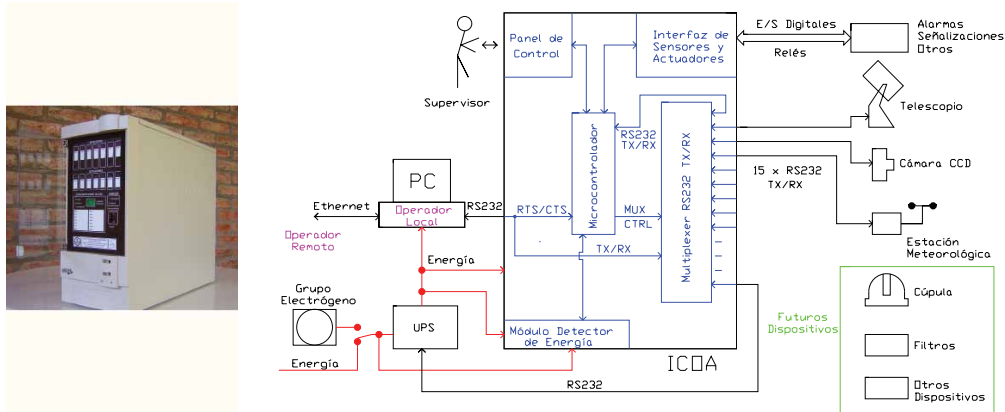 Supervisor
Panel de
Control
Interfaz de
Sensores y
Actuadores
E/S Digitales
Relés
Alarmas
Señalizaciones
Otros
Telescopio
Cámara CCD
15 x RS232
TX/RX
Estación
Meteorológica
Microcontrolador
RS232
TX/RX
Multiplexer RS232 TX/RX
PC
Operador
Local
Ethernet
Operador
Remoto
RS232
RTS/CTS
MUX
CTRL
TX/RX
Energía
Grupo
Electrógeno
UPS
Energía
Módulo Detector
de Energía
ICOA
RS232
Futuros
Dispositivos
Cúpula
Filtros
Otros
Dispositivos